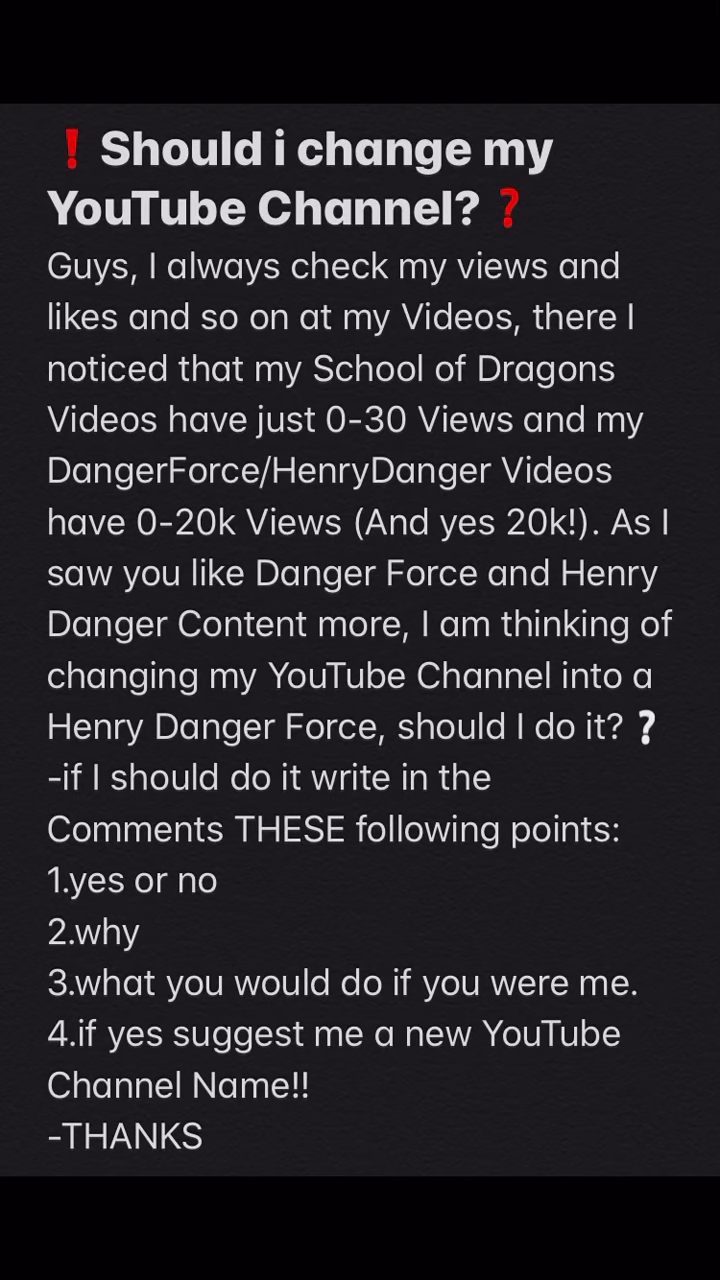 ❗ Should i change my
YouTube Channel? ❓
Guys, I always check my views and
likes and so on at my Videos, there I
noticed that my School of Dragons
Videos have just 0-30 Views and my
DangerForce/HenryDanger Videos
have 0-20k Views (And yes 20k!). As I
saw you like Danger Force and Henry
Danger Content more, I am thinking of
changing my YouTube Channel into a
Henry Danger Force, should I do it? ❔
-if I should do it write in the
Comments THESE following points:
1.yes or no
2.why
3.what you would do if you were me.
4.if yes suggest me a new YouTube
Channel Name!!
-THANKS